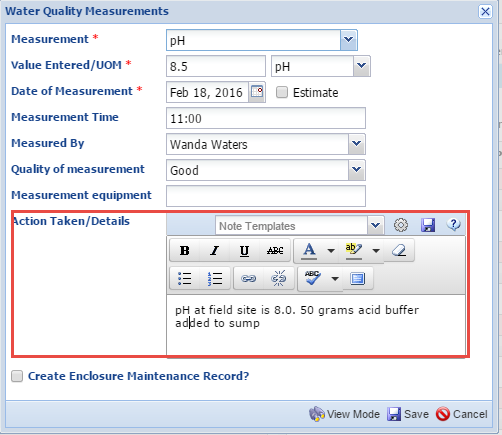 Water Quality Measurements
Measurement * pH
Value Entered/UOM * 8.5 pH
Date of Measurement * Feb 18, 2016 Estimate
Measurement Time 11:00
Measured By Wanda Waters
Quality of measurement Good
Measurement equipment
Action Taken/Details Note Templates
B I U ABC A ab
ABC
pH at field site is 8.0. 50 grams acid buffer
added to sump
Create Enclosure Maintenance Record?
View Mode Save Cancel